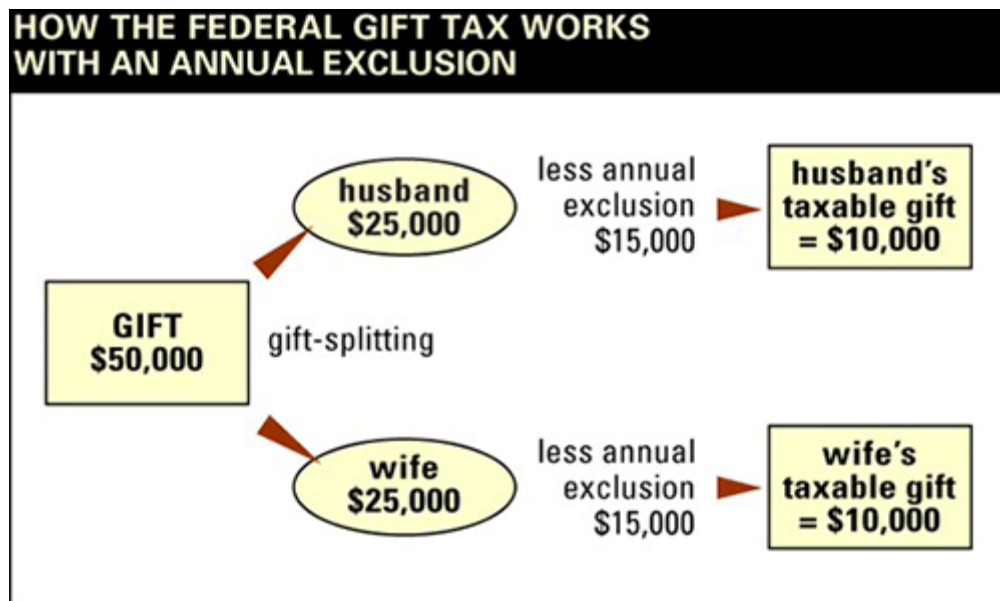 HOW THE FEDERAL GIFT TAX WORKS
WITH AN ANNUAL EXCLUSION
husband
$25,000
less annual
exclusion
$15,000
husband's
taxable gift
= $10,000
GIFT
$50,000
gift-splitting
wife
$25,000
less annual
exclusion
$15,000
wife's
taxable gift
= $10,000